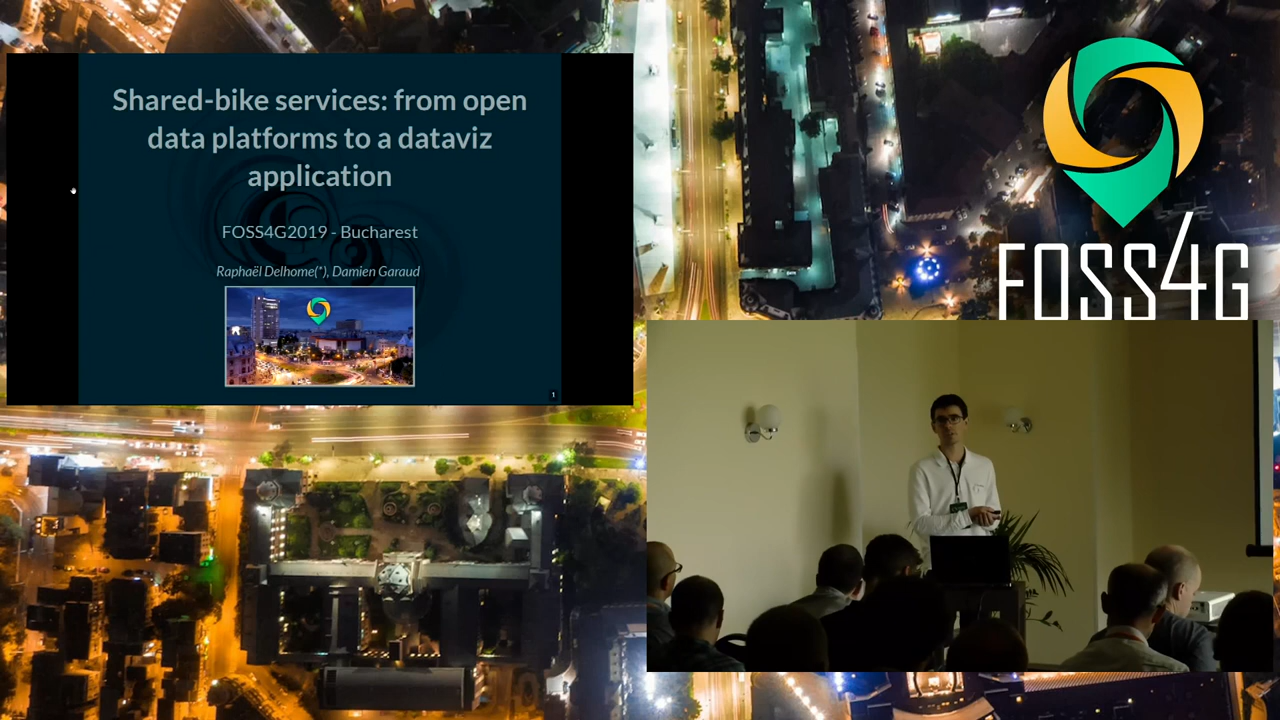 Shared-bike services: from open
data platforms to a dataviz
application
FOSS4G2019 - Bucharest
Raphaël Delhome(*), Damien Garaud
1
FOSS4G